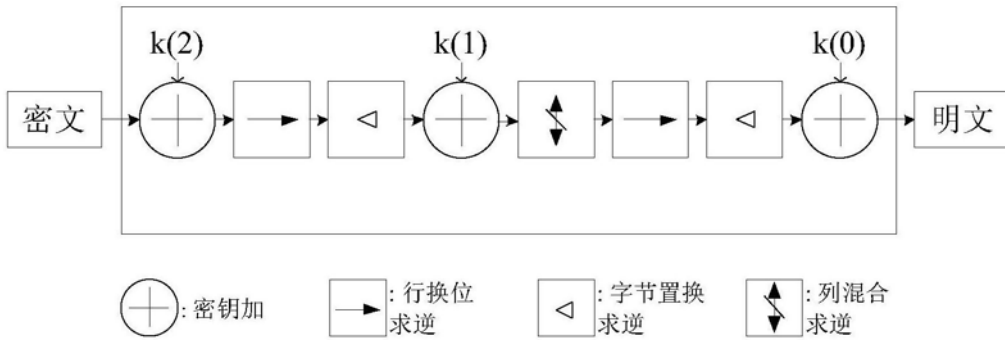 k(2)
k(1)
k(0)
密文
明文
: 密钥加
: 行换位
求逆
: 字节置换
求逆
: 列混合
求逆